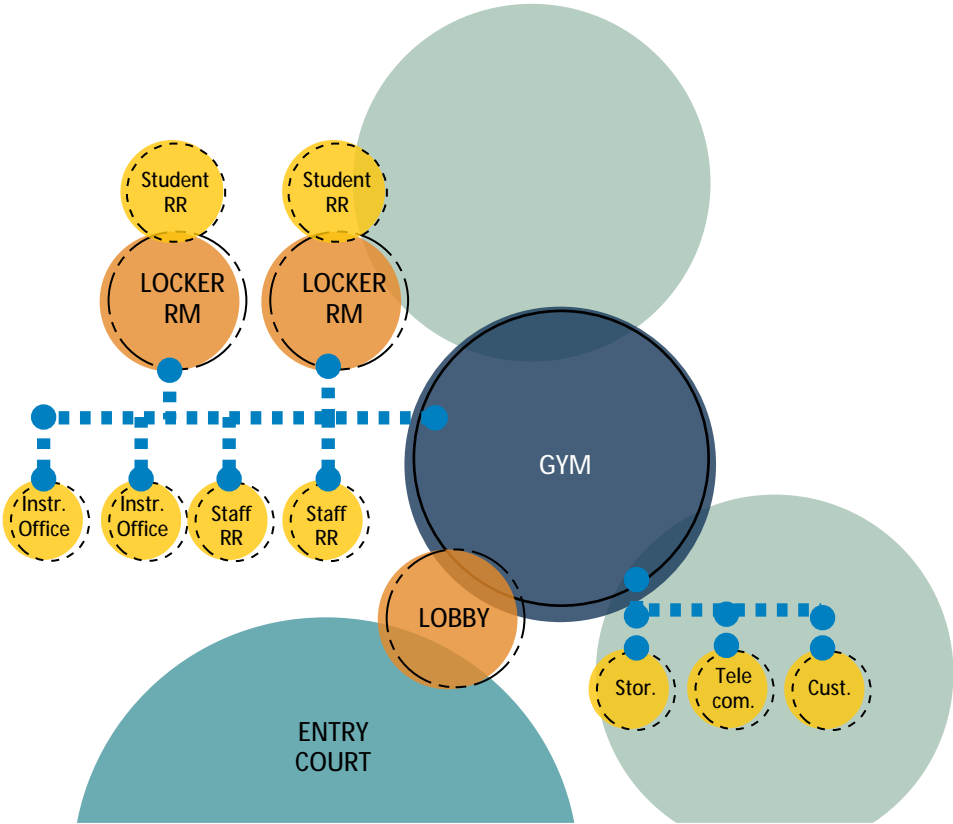 Student
RR
Student
RR
LOCKER
RM
LOCKER
RM
GYM
Instr.
Office
Instr.
Office
Staff
RR
Staff
RR
LOBBY
Stor.
Tele
com.
Cust.
ENTRY
COURT